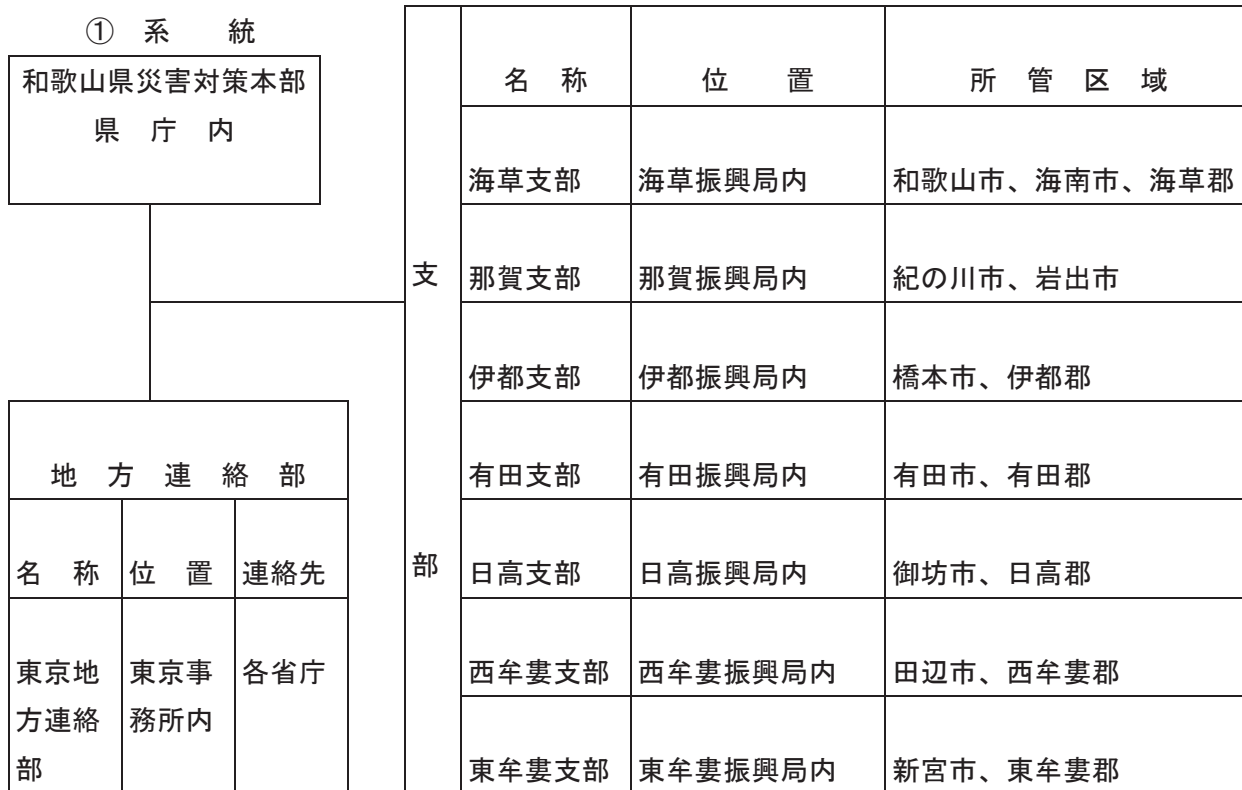 ① 系 統
和歌山県災害対策本部
県 庁 内
地 方 連 絡 部
名 称 位 置 連絡先
東京地方連絡部 東京事務所内 各省庁
支 部
名 称 位 置 所 管 区 域
海草支部 海草振興局内 和歌山市、海南市、海草郡
那賀支部 那賀振興局内 紀の川市、岩出市
伊都支部 伊都振興局内 橋本市、伊都郡
有田支部 有田振興局内 有田市、有田郡
日高支部 日高振興局内 御坊市、日高郡
西牟婁支部 西牟婁振興局内 田辺市、西牟婁郡
東牟婁支部 東牟婁振興局内 新宮市、東牟婁郡